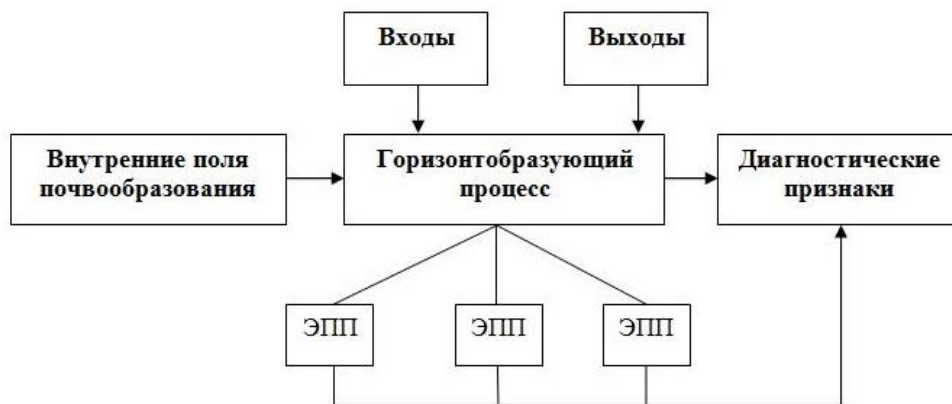 Входы
Выходы
Внутренние поля
почвообразования
Горизонтобразующий
процесс
Диагностические
признаки
ЭПП
ЭПП
ЭПП